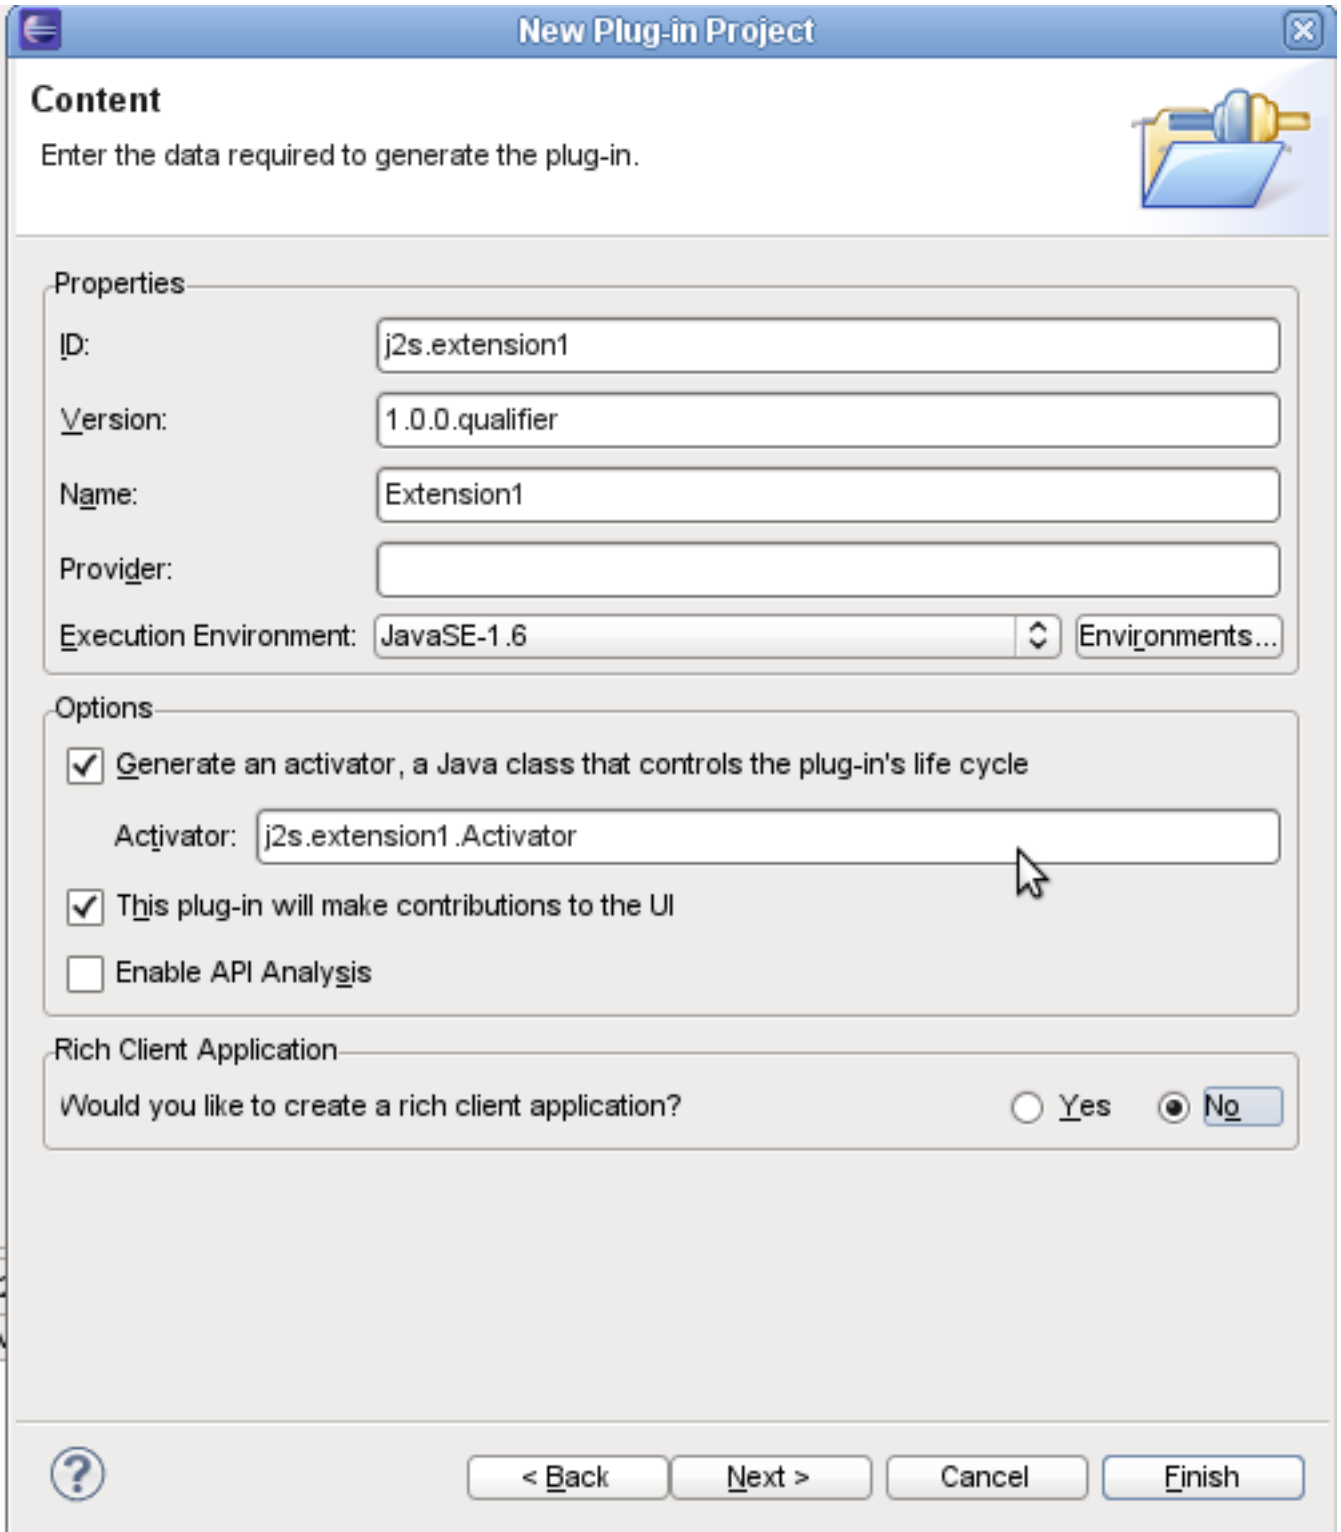 New Plug-in Project
Content
Enter the data required to generate the plug-in.
Properties
ID: j2s.extension1
Version: 1.0.0.qualifier
Name: Extension1
Provider:
Execution Environment: JavaSE-1.6 Environments...
Options
Generate an activator, a Java class that controls the plug-in's life cycle
Activator: j2s.extension1.Activator
This plug-in will make contributions to the UI
Enable API Analysis
Rich Client Application
Would you like to create a rich client application? Yes No
? < Back Next > Cancel Finish